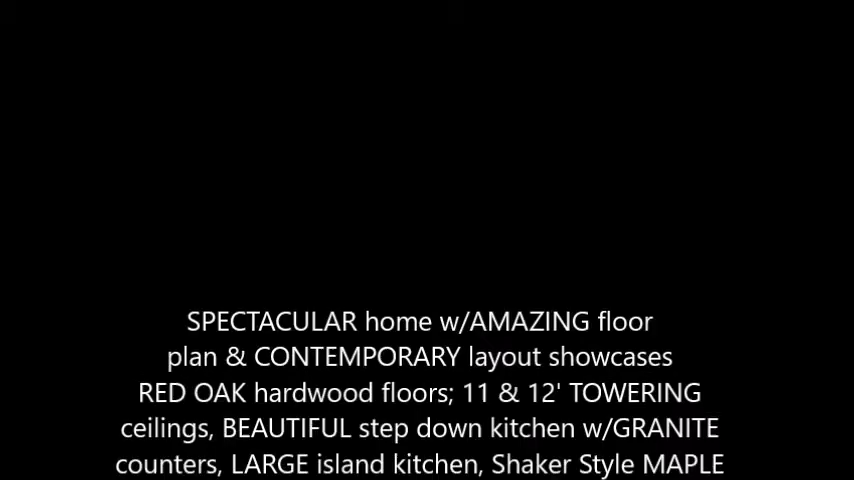 SPECTACULAR home w/AMAZING floor
plan & CONTEMPORARY layout showcases
RED OAK hardwood floors; 11 & 12' TOWERING
ceilings, BEAUTIFUL step down kitchen w/GRANITE
counters, LARGE island kitchen, Shaker Style MAPLE